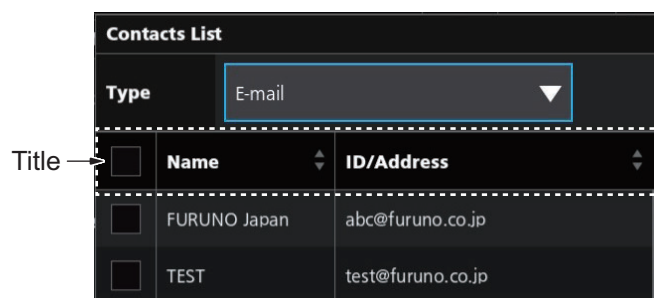 Contacts List
Type E-mail
Title Name ID/Address
FURUNO Japan abc@furuno.co.jp
TEST test@furuno.co.jp